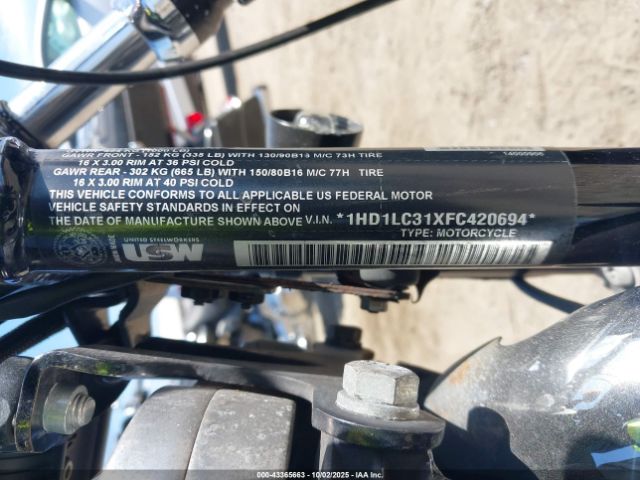 GAWR FRONT - 152 KG (335 LB) WITH 130/90B16 M/C 73H TIRE
16 X 3.00 RIM AT 36 PSI COLD
GAWR REAR - 302 KG (665 LB) WITH 150/80B16 M/C 77H TIRE
16 X 3.00 RIM AT 40 PSI COLD
THIS VEHICLE CONFORMS TO ALL APPLICABLE US FEDERAL MOTOR
VEHICLE SAFETY STANDARDS IN EFFECT ON
THE DATE OF MANUFACTURE SHOWN ABOVE V.I.N. *1HD1LC31XFC420694*
TYPE: MOTORCYCLE
UNITED STEELWORKERS
USW
000-43365663 - 10/02/2025 - IAA Inc.